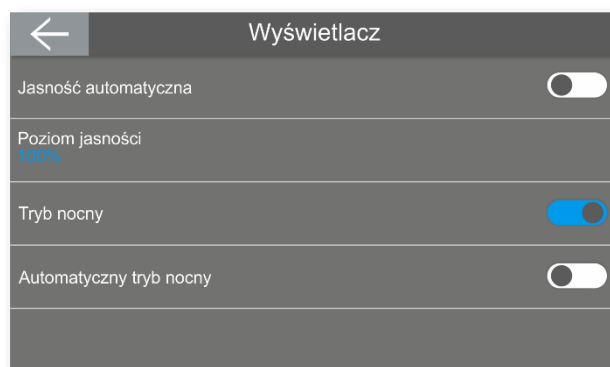 Wyświetlacz
Jasność automatyczna
Poziom jasności
100%
Tryb nocny
Automatyczny tryb nocny